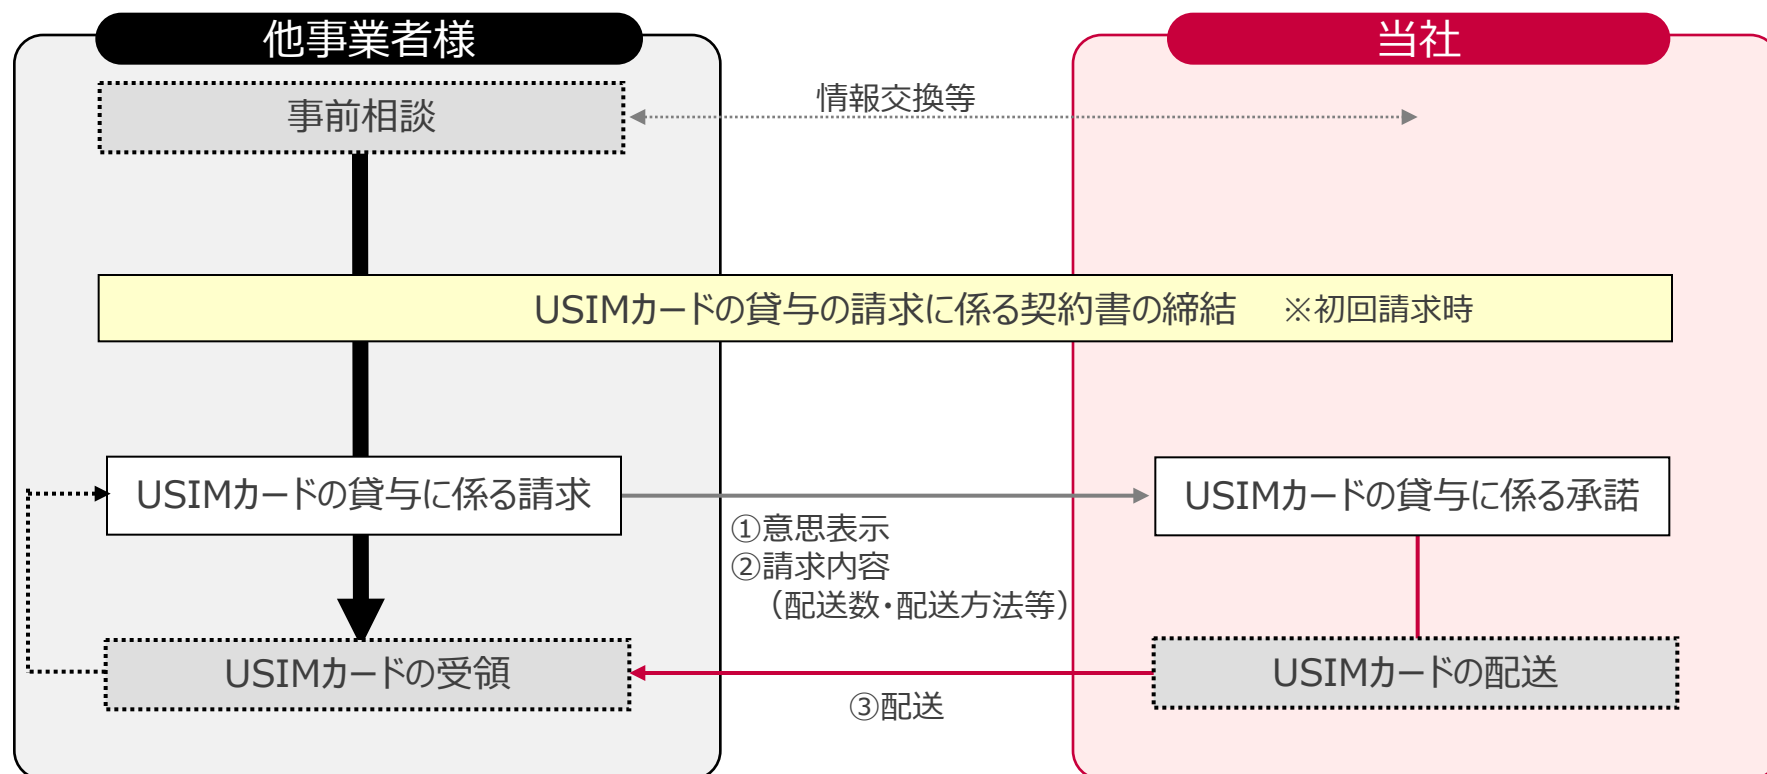 他事業者様
当社
事前相談
情報交換等
USIMカードの貸与の請求に係る契約書の締結　※初回請求時
USIMカードの貸与に係る請求
USIMカードの貸与に係る承諾
①意思表示
②請求内容
（配送数・配送方法等）
USIMカードの受領
USIMカードの配送
③配送